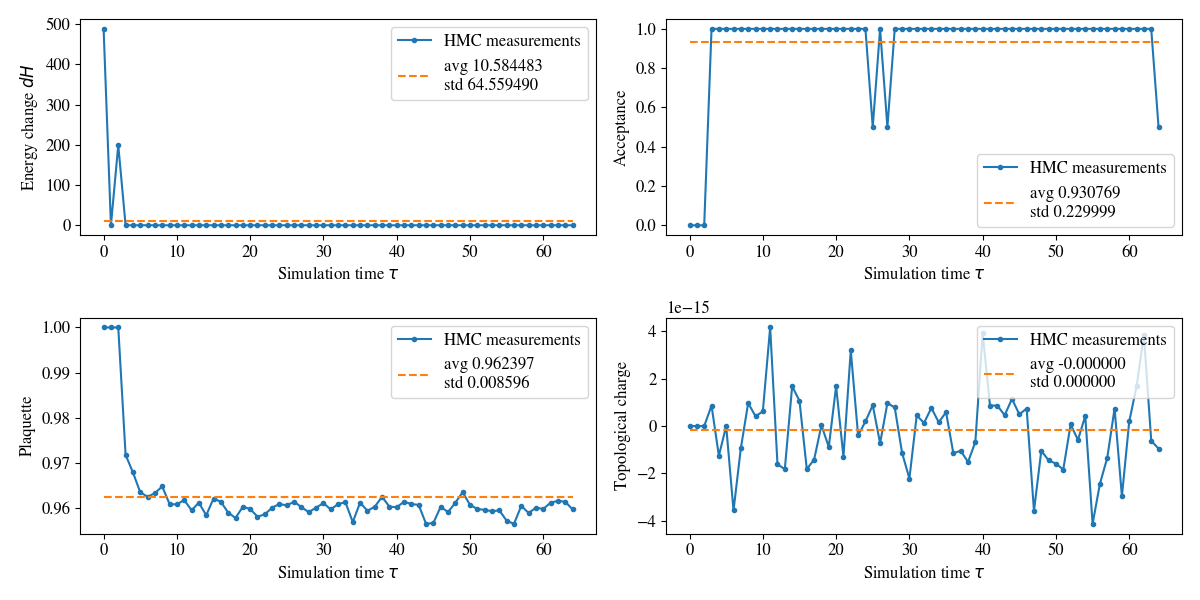 500
400
300
200
100
0
Energy change dH
HMC measurements
avg 10.584483
std 64.559490
0 10 20 30 40 50 60
Simulation time τ
1.0
0.8
0.6
0.4
0.2
0.0
Acceptance
HMC measurements
avg 0.930769
std 0.229999
0 10 20 30 40 50 60
Simulation time τ
1.00
0.99
0.98
0.97
0.96
Plaquette
HMC measurements
avg 0.962397
std 0.008596
0 10 20 30 40 50 60
Simulation time τ
1e−15
4
2
0
−2
−4
Topological charge
HMC measurements
avg -0.000000
std 0.000000
0 10 20 30 40 50 60
Simulation time τ